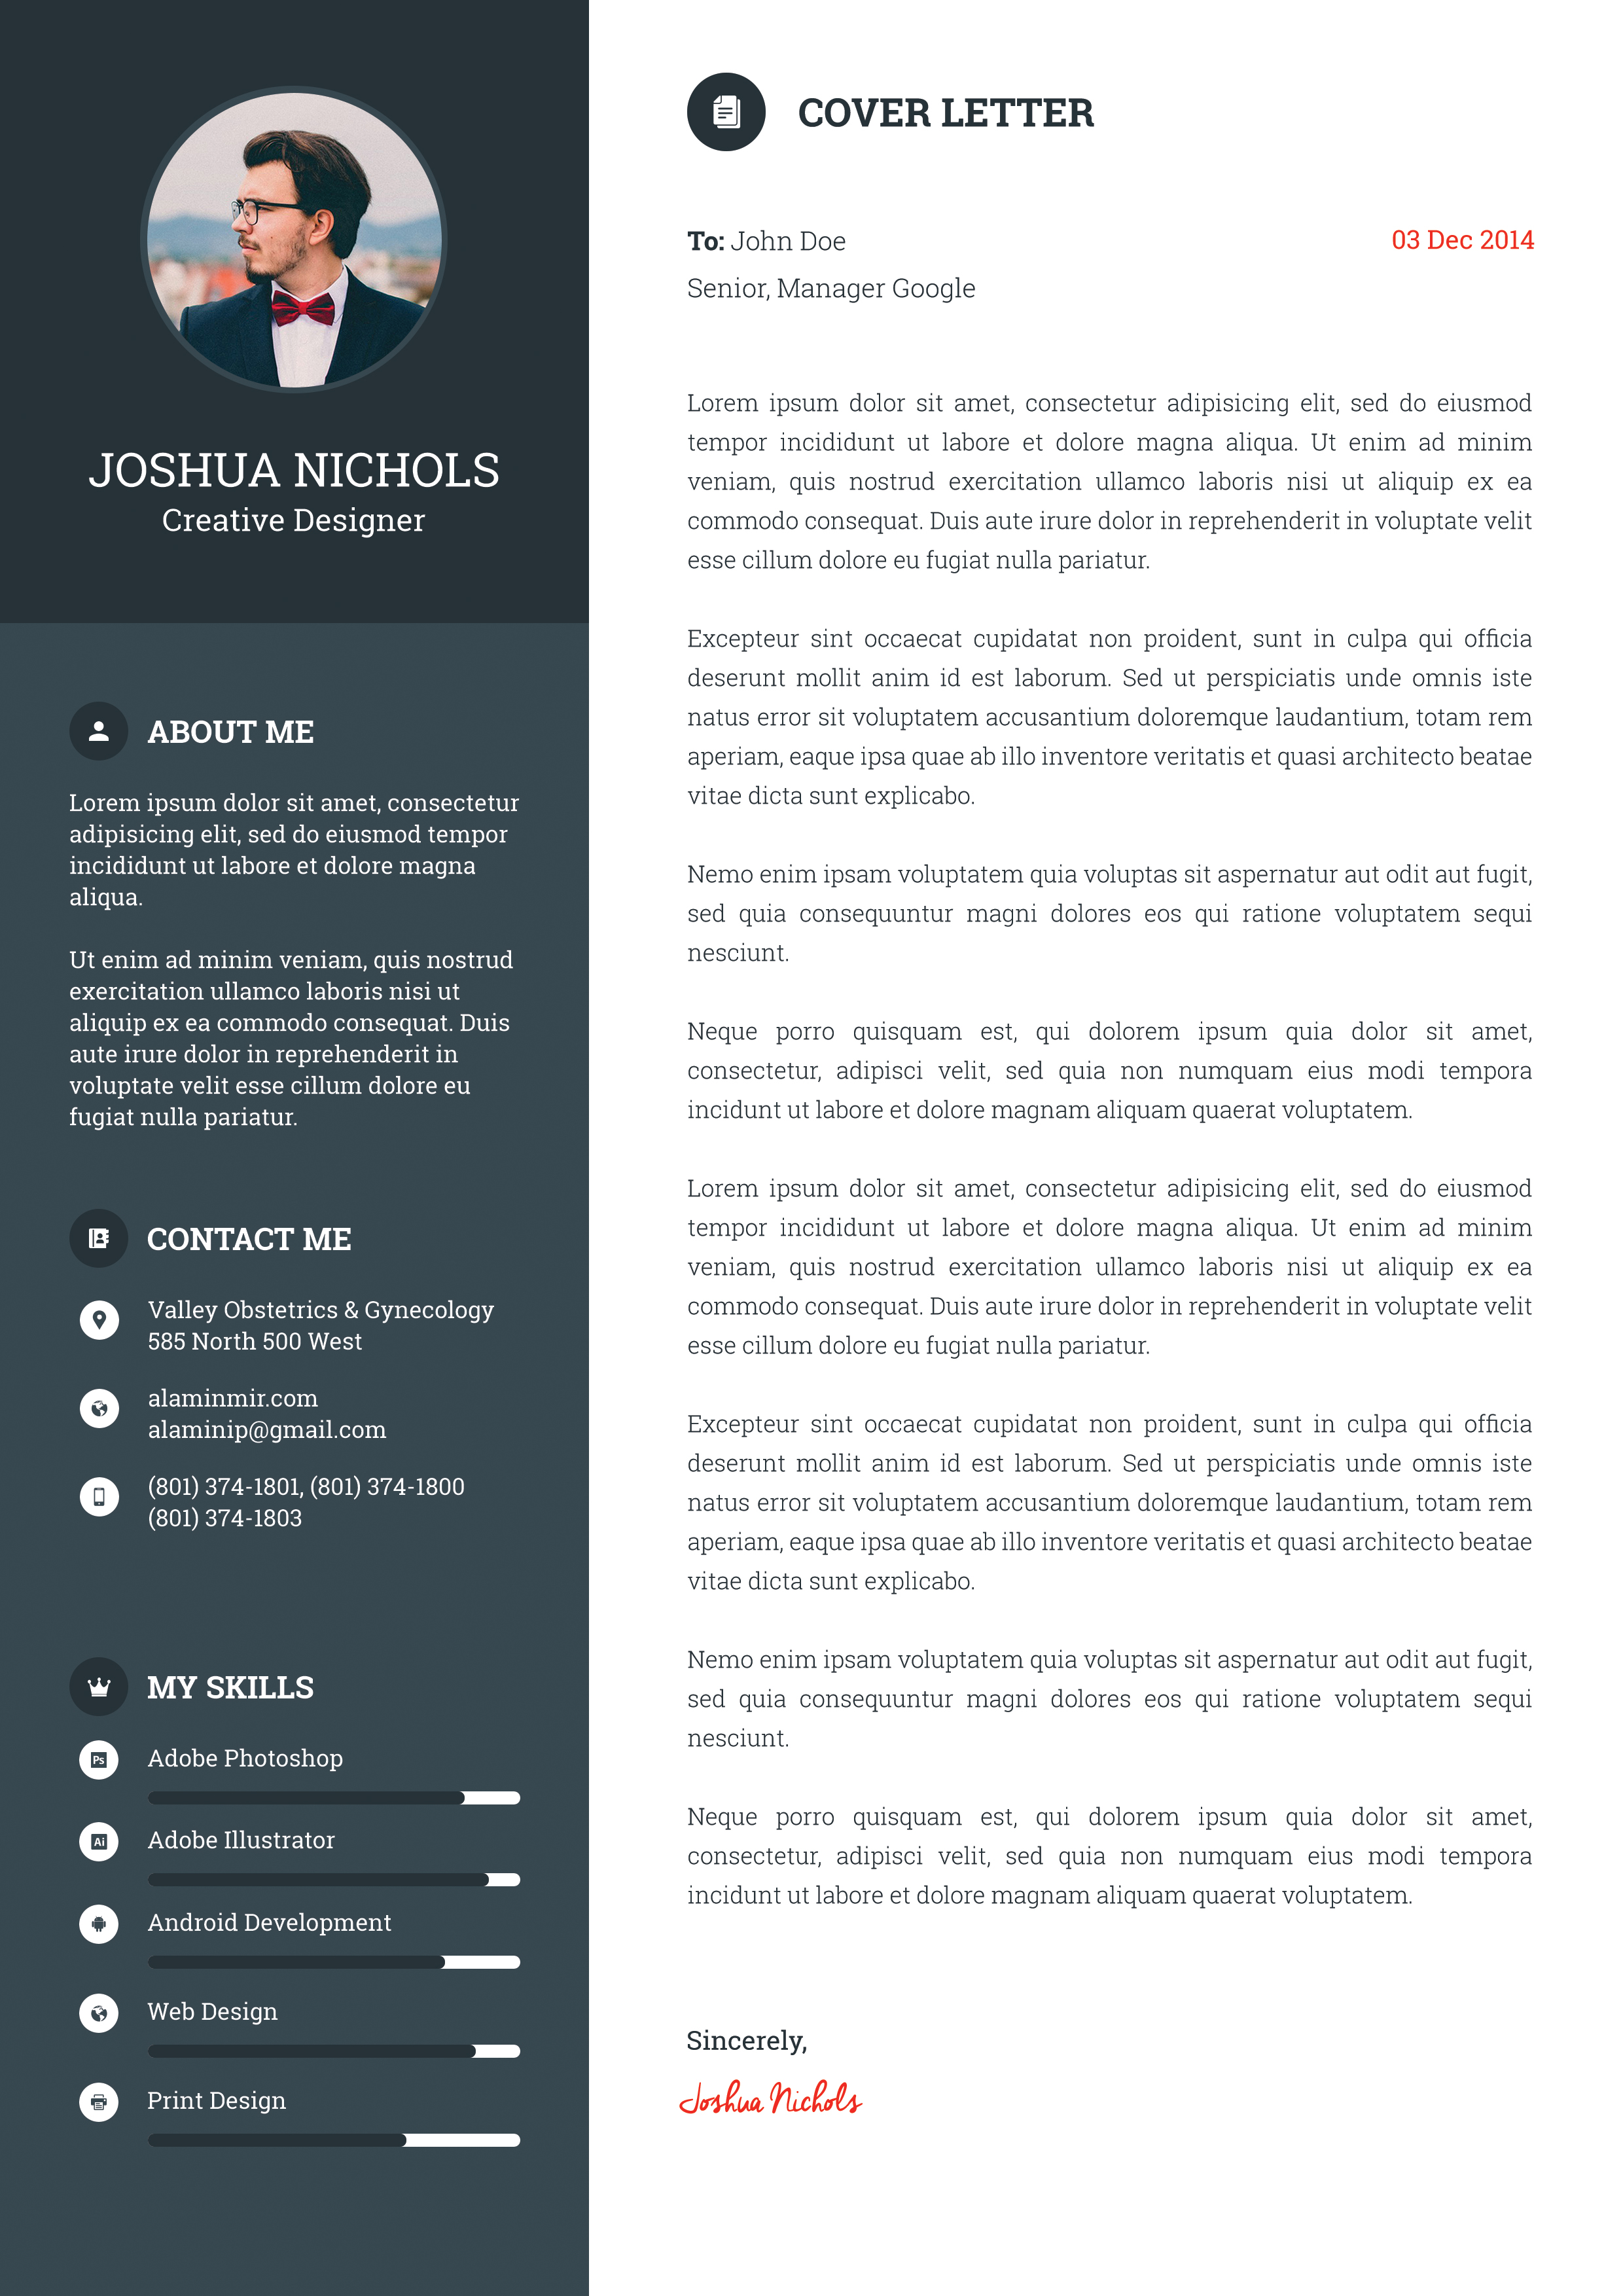 JOSHUA NICHOLS
Creative Designer
ABOUT ME
Lorem ipsum dolor sit amet, consectetur
adipisicing elit, sed do eiusmod tempor
incididunt ut labore et dolore magna
aliqua.
Ut enim ad minim veniam, quis nostrud
exercitation ullamco laboris nisi ut
aliquip ex ea commodo consequat. Duis
aute irure dolor in reprehenderit in
voluptate velit esse cillum dolore eu
fugiat nulla pariatur.
CONTACT ME
Valley Obstetrics & Gynecology
585 North 500 West
alaminmir.com
alaminip@gmail.com
(801) 374-1801, (801) 374-1800
(801) 374-1803
MY SKILLS
Ps Adobe Photoshop
Ai Adobe Illustrator
Android Development
Web Design
Print Design
COVER LETTER
To: John Doe
03 Dec 2014
Senior, Manager Google
Lorem ipsum dolor sit amet, consectetur adipisicing elit, sed do eiusmod
tempor incididunt ut labore et dolore magna aliqua. Ut enim ad minim
veniam, quis nostrud exercitation ullamco laboris nisi ut aliquip ex ea
commodo consequat. Duis aute irure dolor in reprehenderit in voluptate velit
esse cillum dolore eu fugiat nulla pariatur.
Excepteur sint occaecat cupidatat non proident, sunt in culpa qui officia
deserunt mollit anim id est laborum. Sed ut perspiciatis unde omnis iste
natus error sit voluptatem accusantium doloremque laudantium, totam rem
aperiam, eaque ipsa quae ab illo inventore veritatis et quasi architecto beatae
vitae dicta sunt explicabo.
Nemo enim ipsam voluptatem quia voluptas sit aspernatur aut odit aut fugit,
sed quia consequuntur magni dolores eos qui ratione voluptatem sequi
nesciunt.
Neque porro quisquam est, qui dolorem ipsum quia dolor sit amet,
consectetur, adipisci velit, sed quia non numquam eius modi tempora
incidunt ut labore et dolore magnam aliquam quaerat voluptatem.
Lorem ipsum dolor sit amet, consectetur adipisicing elit, sed do eiusmod
tempor incididunt ut labore et dolore magna aliqua. Ut enim ad minim
veniam, quis nostrud exercitation ullamco laboris nisi ut aliquip ex ea
commodo consequat. Duis aute irure dolor in reprehenderit in voluptate velit
esse cillum dolore eu fugiat nulla pariatur.
Excepteur sint occaecat cupidatat non proident, sunt in culpa qui officia
deserunt mollit anim id est laborum. Sed ut perspiciatis unde omnis iste
natus error sit voluptatem accusantium doloremque laudantium, totam rem
aperiam, eaque ipsa quae ab illo inventore veritatis et quasi architecto beatae
vitae dicta sunt explicabo.
Nemo enim ipsam voluptatem quia voluptas sit aspernatur aut odit aut fugit,
sed quia consequuntur magni dolores eos qui ratione voluptatem sequi
nesciunt.
Neque porro quisquam est, qui dolorem ipsum quia dolor sit amet,
consectetur, adipisci velit, sed quia non numquam eius modi tempora
incidunt ut labore et dolore magnam aliquam quaerat voluptatem.
Sincerely,
Joshua Nichols